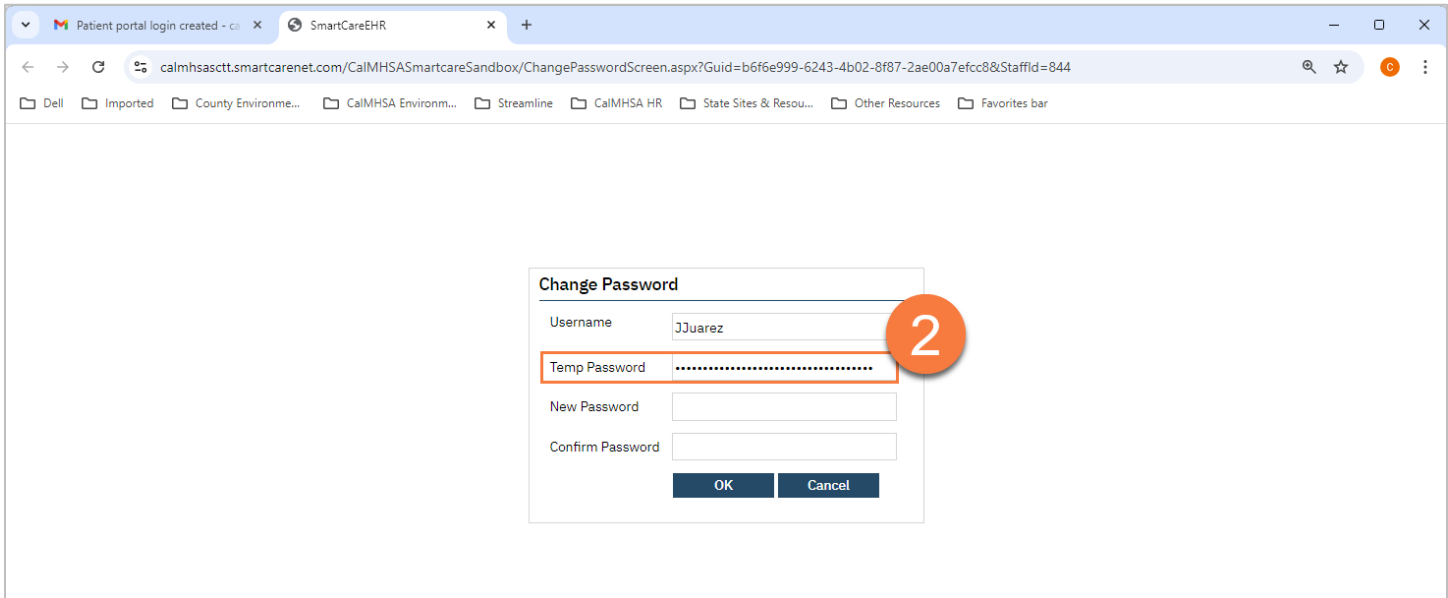 Patient portal login created - ca
SmartCareEHR
calmhsasctt.smartcarenet.com/CalMHSASmartcareSandbox/ChangePasswordScreen.aspx?Guid=b6f6e999-6243-4b02-8f87-2ae00a7efcc8&StaffId=844
C
Dell Imported County Environme... CalMHSA Environm... Streamline CalMHSA HR State Sites & Resou... Other Resources Favorites bar
Change Password
Username JJuarez
2
Temp Password ••••••••••••••••••••••••••••••••••••
New Password
Confirm Password
OK Cancel